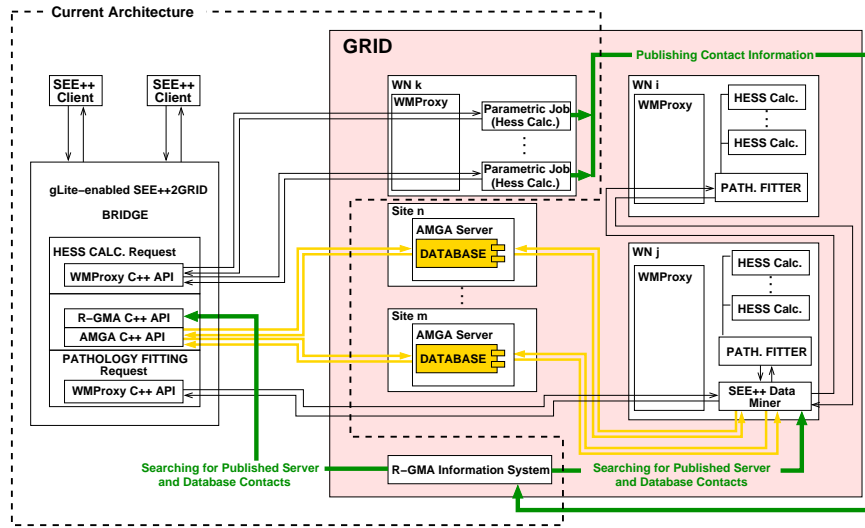 Current Architecture
GRID
Publishing Contact Information
SEE++
Client
SEE++
Client
WN k
WMProxy
Parametric Job
(Hess Calc.)
Parametric Job
(Hess Calc.)
WN i
WMProxy
HESS Calc.
HESS Calc.
PATH. FITTER
gLite−enabled SEE++2GRID
BRIDGE
HESS CALC. Request
WMProxy C++ API
R−GMA C++ API
AMGA C++ API
PATHOLOGY FITTING
Request
WMProxy C++ API
Site n
AMGA Server
DATABASE
Site m
AMGA Server
DATABASE
WN j
WMProxy
HESS Calc.
HESS Calc.
PATH. FITTER
SEE++ Data
Miner
Searching for Published Server
and Database Contacts
R−GMA Information System
Searching for Published Server
and Database Contacts